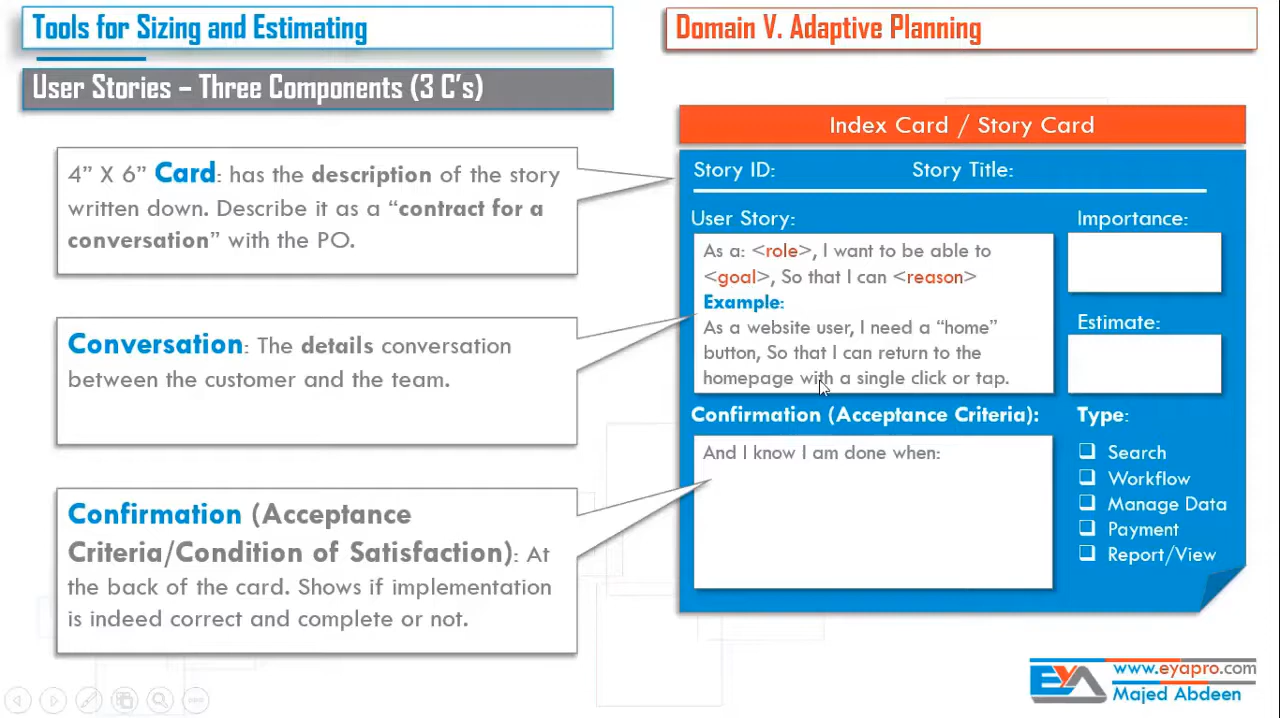 Tools for Sizing and Estimating
Domain V. Adaptive Planning
User Stories – Three Components (3 C's)
4” X 6” Card: has the description of the story
written down. Describe it as a “contract for a
conversation” with the PO.
Conversation: The details conversation
between the customer and the team.
Confirmation (Acceptance
Criteria/Condition of Satisfaction): At
the back of the card. Shows if implementation
is indeed correct and complete or not.
Index Card / Story Card
Story ID: Story Title:
User Story:
As a: <role>, I want to be able to
<goal>, So that I can <reason>
Example:
As a website user, I need a “home”
button, So that I can return to the
homepage with a single click or tap.
Importance:
Estimate:
Confirmation (Acceptance Criteria):
And I know I am done when:
Type:
Search
Workflow
Manage Data
Payment
Report/View
EYA
www.eyapro.com
Majed Abdeen